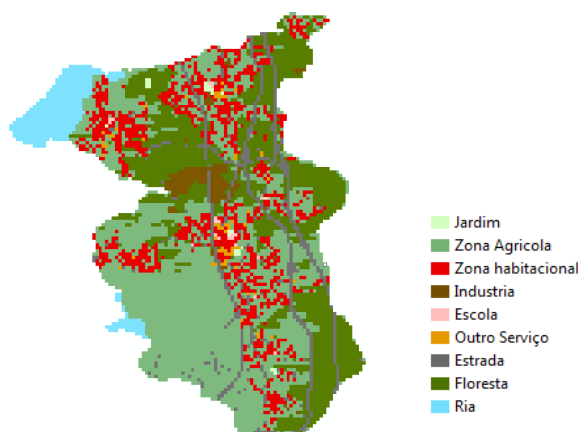 Jardim
Zona Agricola
Zona habitacional
Industria
Escola
Outro Serviço
Estrada
Floresta
Ria